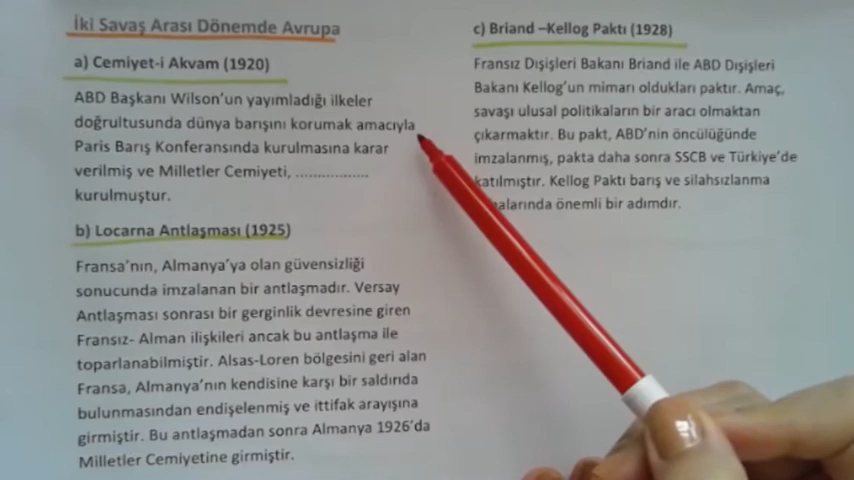 İki Savaş Arası Dönemde Avrupa
a) Cemiyet-i Akvam (1920)
ABD Başkanı Wilson'un yayımladığı ilkeler
doğrultusunda dünya barışını korumak amacıyla
Paris Barış Konferansında kurulmasına karar
verilmiş ve Milletler Cemiyeti, .................
kurulmuştur.
b) Locarna Antlaşması (1925)
Fransa'nın, Almanya'ya olan güvensizliği
sonucunda imzalanan bir antlaşmadır. Versay
Antlaşması sonrası bir gerginlik devresine giren
Fransız- Alman ilişkileri ancak bu antlaşma ile
toparlanabilmiştir. Alsas-Loren bölgesini geri alan
Fransa, Almanya'nın kendisine karşı bir saldırıda
bulunmasından endişelenmiş ve ittifak arayışına
girmiştir. Bu antlaşmadan sonra Almanya 1926'da
Milletler Cemiyetine girmiştir.
c) Briand –Kellog Paktı (1928)
Fransız Dışişleri Bakanı Briand ile ABD Dışişleri
Bakanı Kellog'un mimarı oldukları paktır. Amaç,
savaşı ulusal politikaların bir aracı olmaktan
çıkarmaktır. Bu pakt, ABD'nin öncülüğünde
imzalanmış, pakta daha sonra SSCB ve Türkiye'de
katılmıştır. Kellog Paktı barış ve silahsızlanma
önemli bir adımdır.